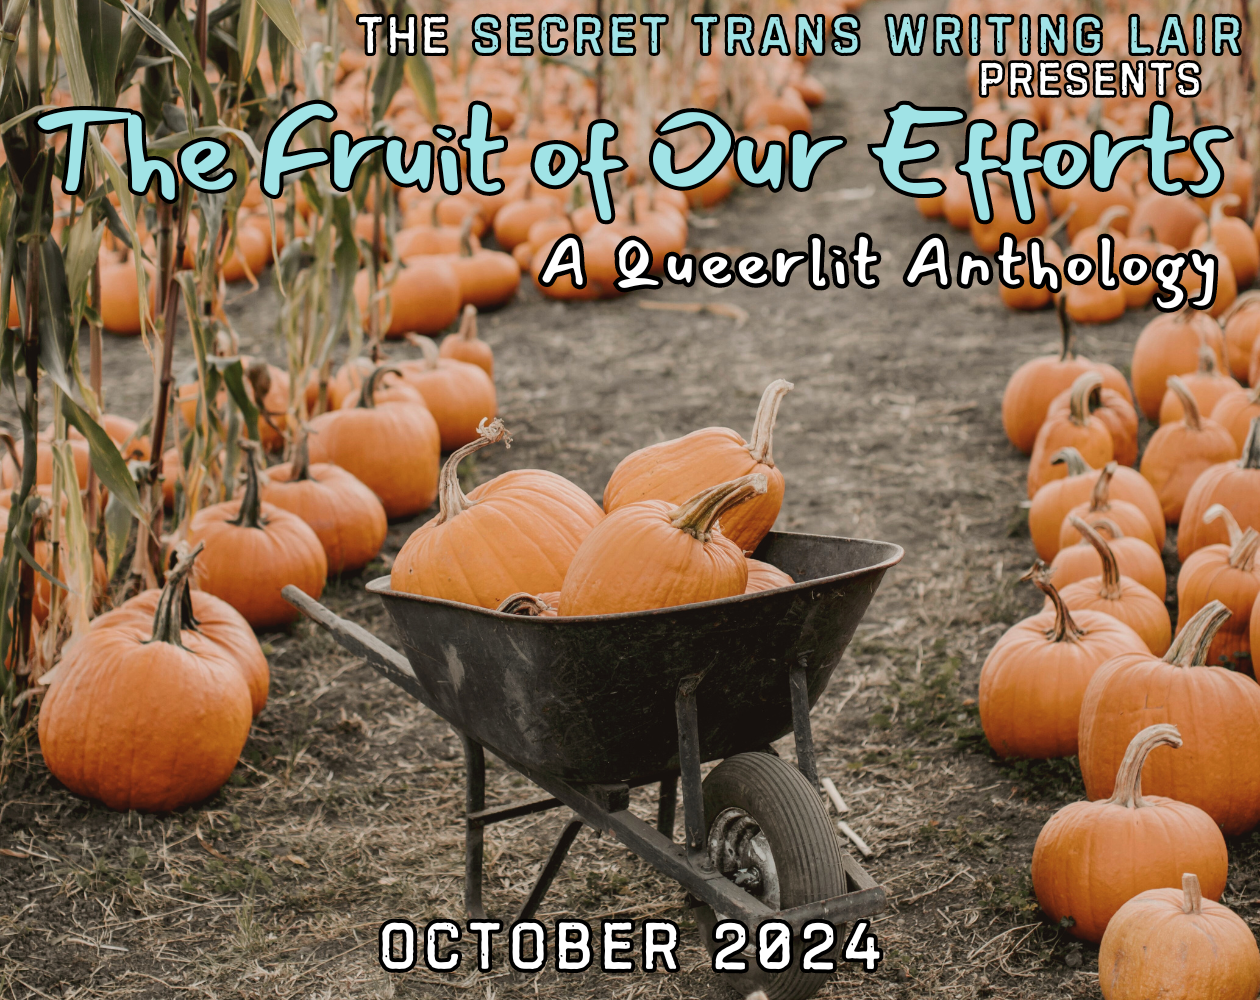 THE SECRET TRANS WRITING LAIR
PRESENTS
The Fruit of Our Efforts
A Queerlit Anthology
OCTOBER 2024